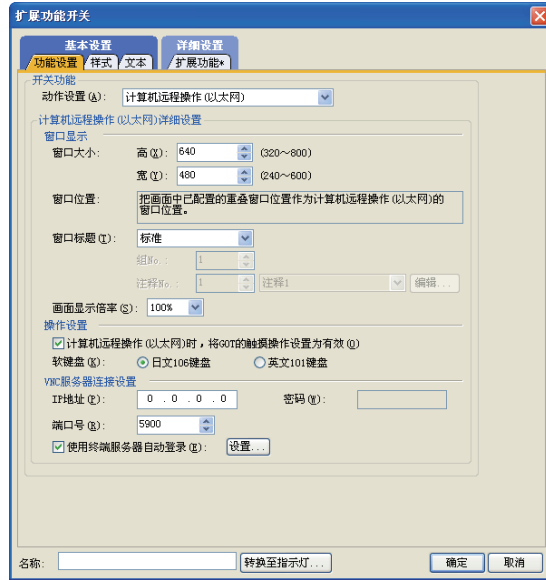 扩展功能开关
基本设置 详细设置
功能设置 样式 文本 扩展功能*
开关功能
动作设置(A): 计算机远程操作(以太网)
计算机远程操作(以太网)详细设置
窗口显示
窗口大小: 高(X): 640 (320~800)
宽(Y): 480 (240~600)
窗口位置: 把画面中已配置的重叠窗口位置作为计算机远程操作(以太网)的
窗口位置。
窗口标题(T): 标准
组No.: 1
注释No.: 1 注释1 编辑...
画面显示倍率(S): 100%
操作设置
计算机远程操作(以太网)时，将GOT的触摸操作设置为有效(O)
软键盘(K): 日文106键盘 英文101键盘
VNC服务器连接设置
IP地址(P): 0 . 0 . 0 . 0 密码(W):
端口号(R): 5900
使用终端服务器自动登录(E): 设置...
名称: 转换至指示灯... 确定 取消